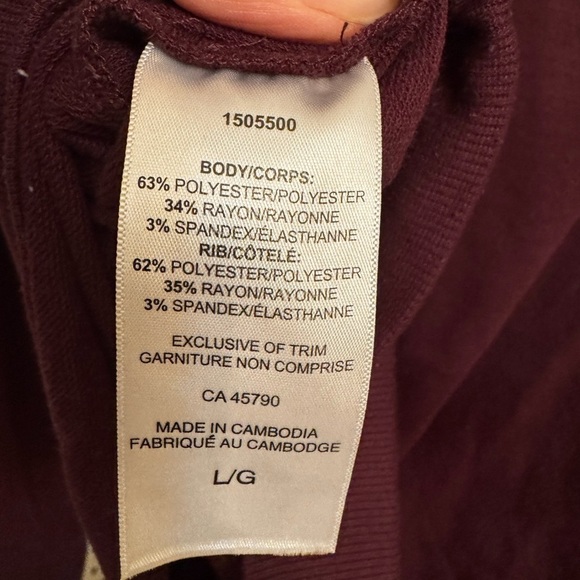 1505500
BODY/CORPS:
63% POLYESTER/POLYESTER
34% RAYON/RAYONNE
3% SPANDEX/ÉLASTHANNE
RIB/CÔTELÉ:
62% POLYESTER/POLYESTER
35% RAYON/RAYONNE
3% SPANDEX/ÉLASTHANNE
EXCLUSIVE OF TRIM
GARNITURE NON COMPRISE
CA 45790
MADE IN CAMBODIA
FABRIQUÉ AU CAMBODGE
L/G